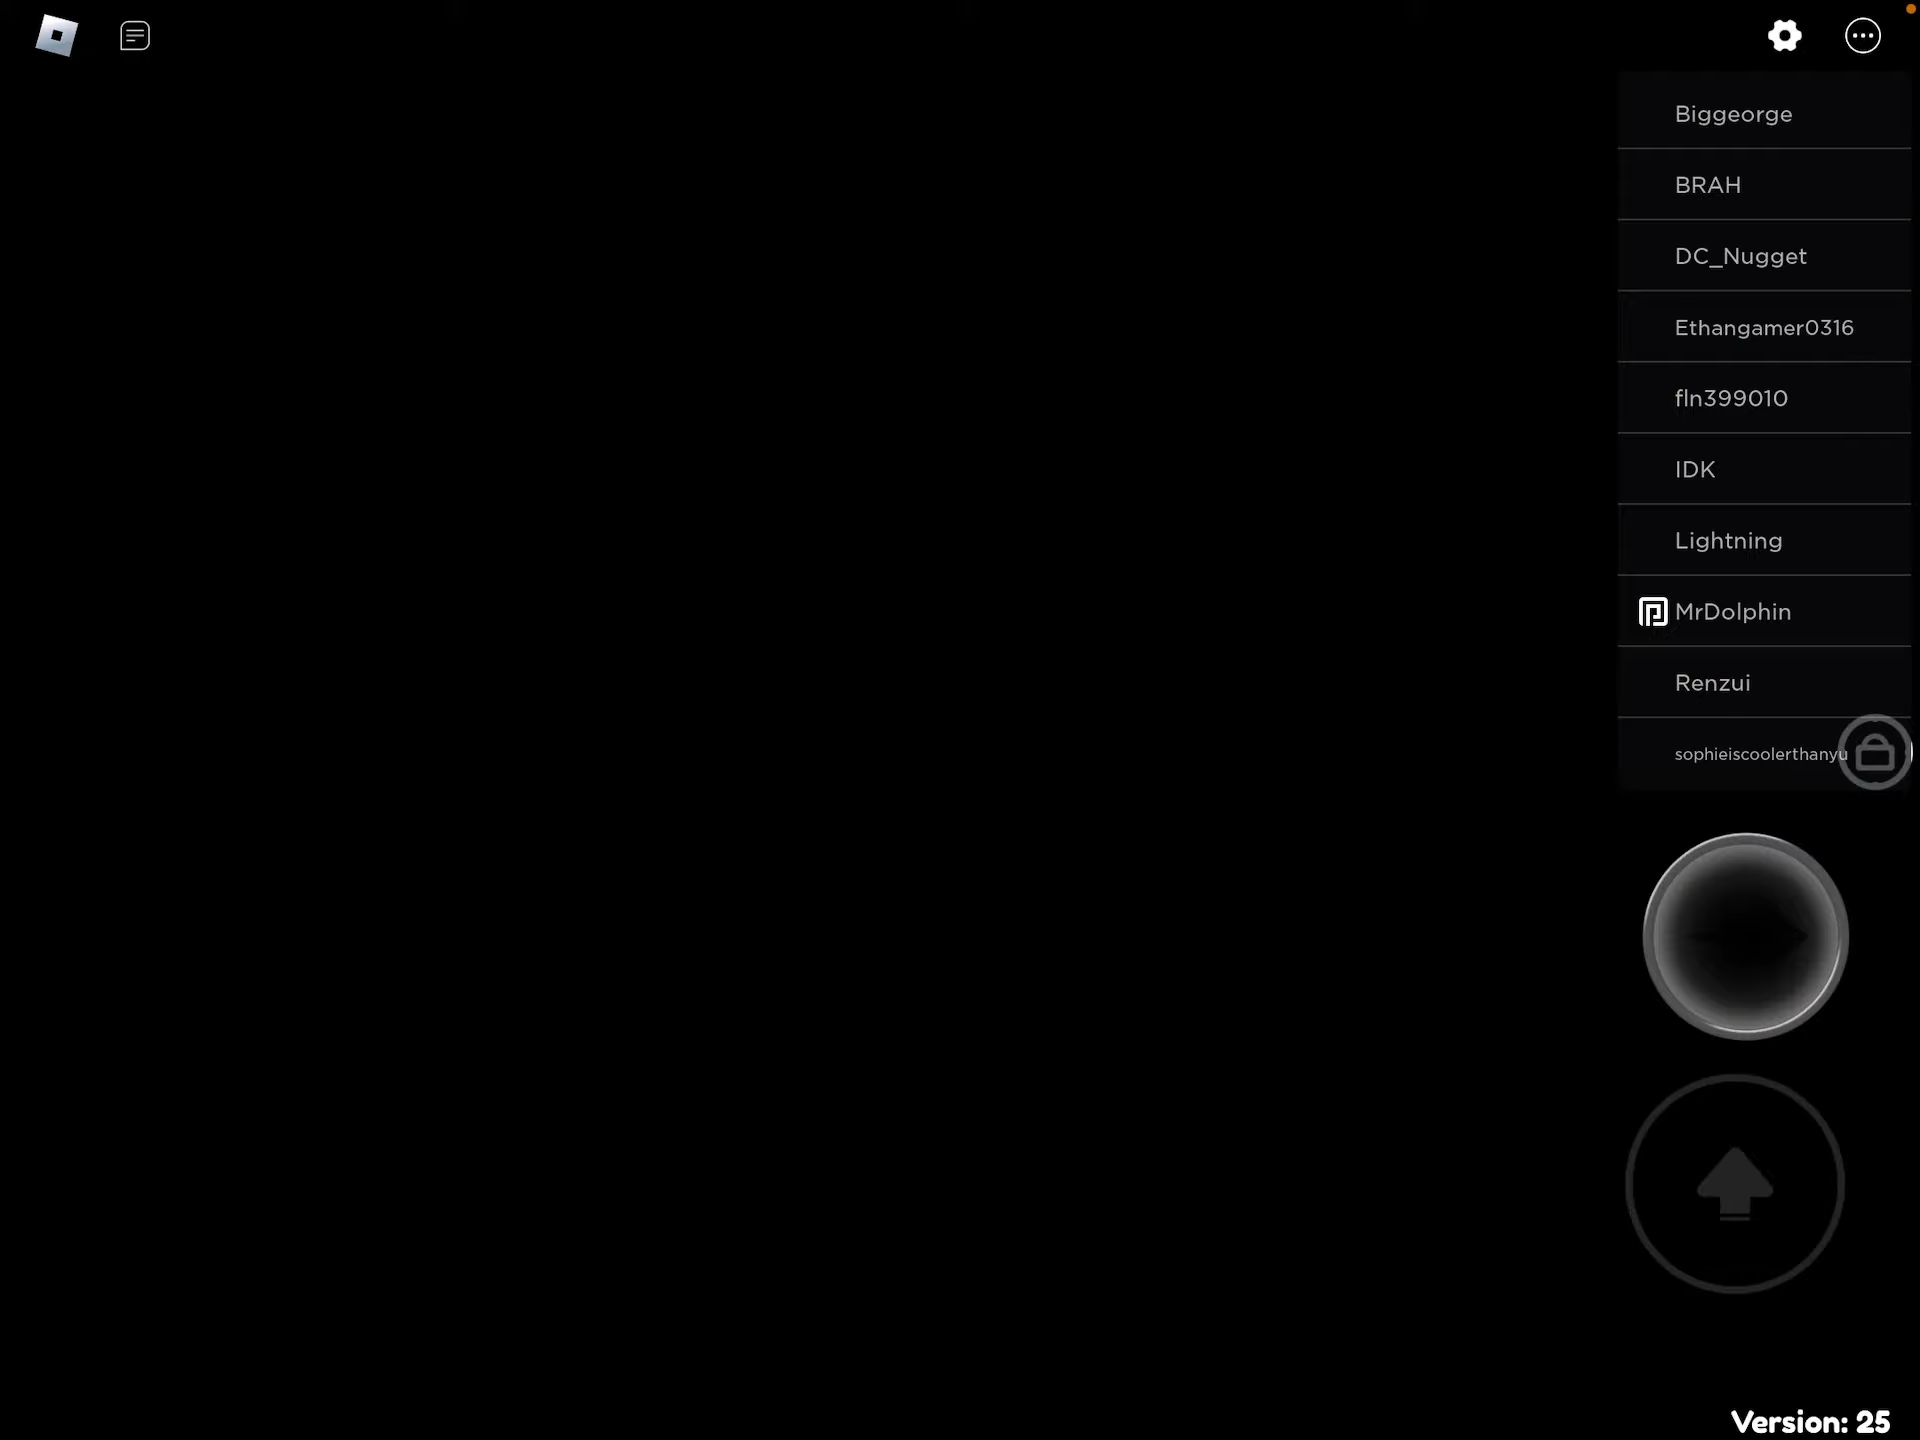 Biggeorge
BRAH
DC_Nugget
Ethangamer0316
fln399010
IDK
Lightning
MrDolphin
Renzui
sophieiscoolerthanyu
Version: 25